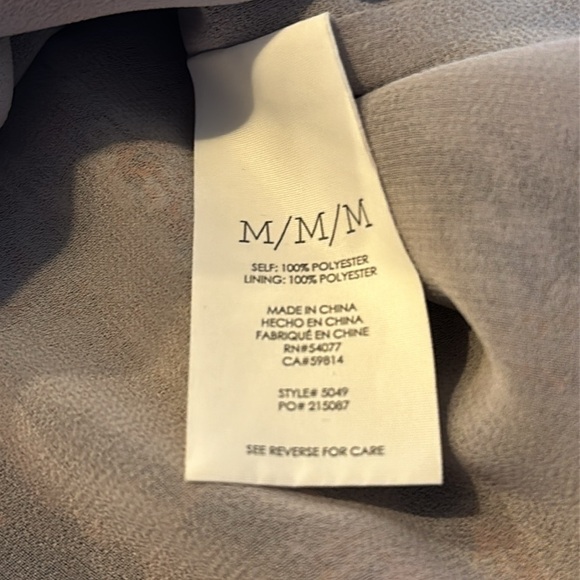 M/M/M
SELF: 100% POLYESTER
LINING: 100% POLYESTER
MADE IN CHINA
HECHO EN CHINA
FABRIQUÉ EN CHINE
RN#54077
CA#59814
STYLE# 5049
PO# 215087
SEE REVERSE FOR CARE